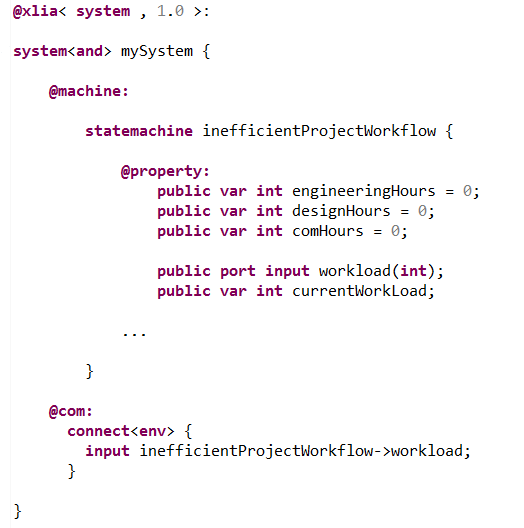 @xlia< system , 1.0 >:
system<and> mySystem {
@machine:
statemachine inefficientProjectWorkflow {
@property:
public var int engineeringHours = 0;
public var int designHours = 0;
public var int comHours = 0;
public port input workload(int);
public var int currentWorkLoad;
...
}
@com:
connect<env> {
input inefficientProjectWorkflow->workload;
}
}